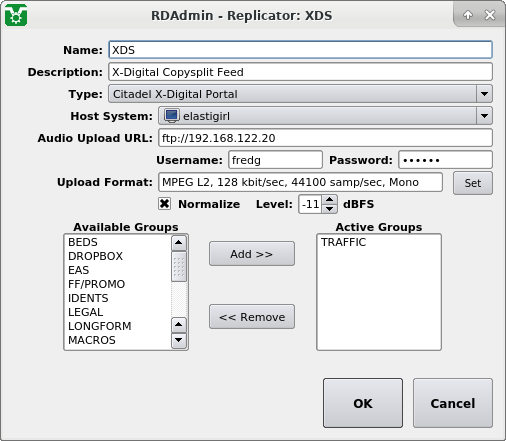 RDAdmin - Replicator: XDS
Name: XDS
Description: X-Digital Copysplit Feed
Type: Citadel X-Digital Portal
Host System: elastigirl
Audio Upload URL: ftp://192.168.122.20
Username: fredg Password: ••••••
Upload Format: MPEG L2, 128 kbit/sec, 44100 samp/sec, Mono Set
Normalize Level: -11 dBFS
Available Groups
BEDS
DROPBOX
EAS
FF/PROMO
IDENTS
LEGAL
LONGFORM
MACROS
Add >>
<< Remove
Active Groups
TRAFFIC
OK
Cancel